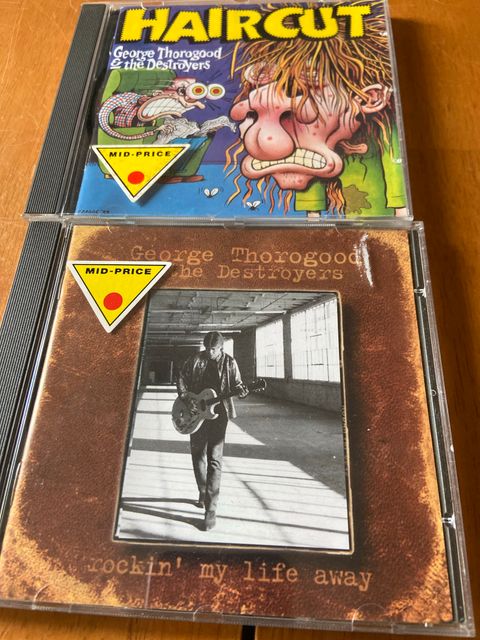 HAIRCUT
George Thorogood
& the Destroyers
MID-PRICE
George Thorogood
the Destroyers
MID-PRICE
rockin' my life away